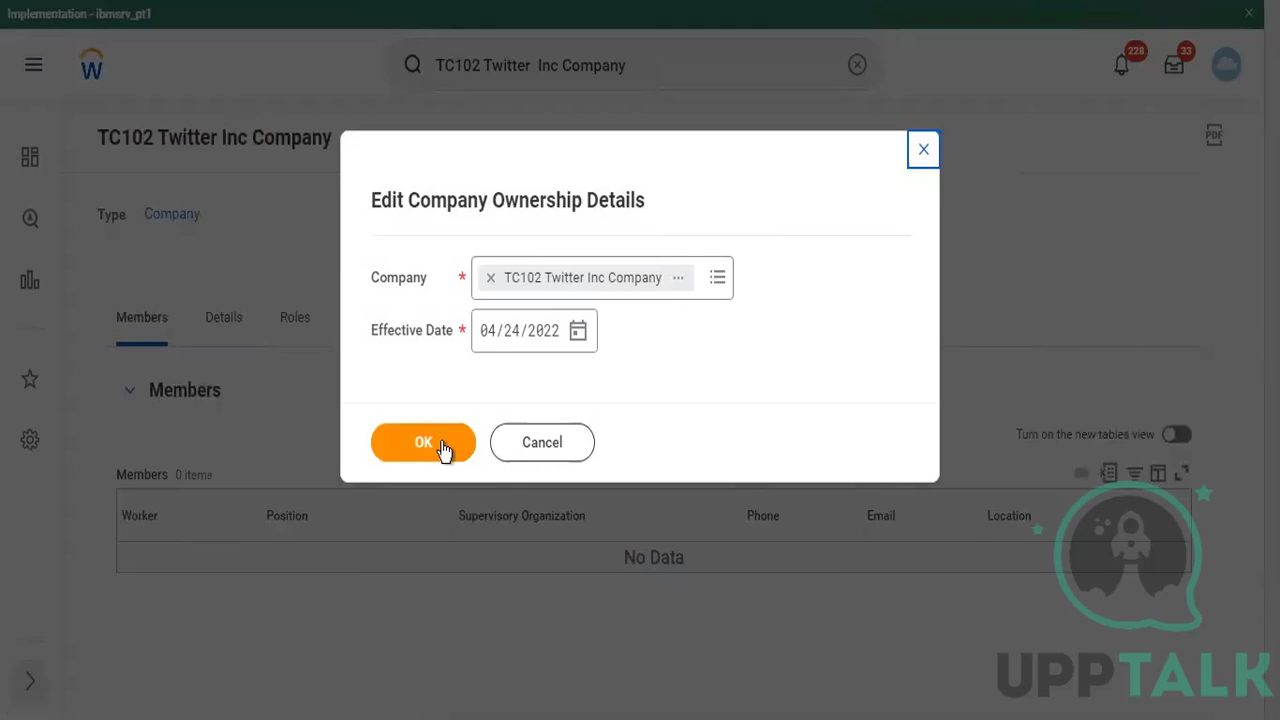 Implementation - ibmsrv_pt1
W
TC102 Twitter Inc Company
228
33
TC102 Twitter Inc Company
PDF
Type Company
Members Details Roles
Members
Edit Company Ownership Details
Company * TC102 Twitter Inc Company
Effective Date * 04/24/2022
OK Cancel
Turn on the new tables view
Members 0 items
Worker Position Supervisory Organization Phone Email Location
No Data
UPPTALK